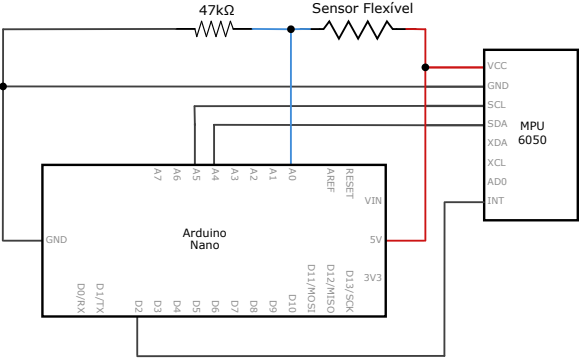 47kΩ
Sensor Flexível
VCC
GND
SCL
SDA
XDA
XCL
AD0
INT
MPU
6050
A7
A6
A5
A4
A3
A2
A1
A0
AREF
RESET
VIN
GND
Arduino
Nano
5V
3V3
D0/RX
D1/TX
D2
D3
D4
D5
D6
D7
D8
D9
D10
D11/MOSI
D12/MISO
D13/SCK